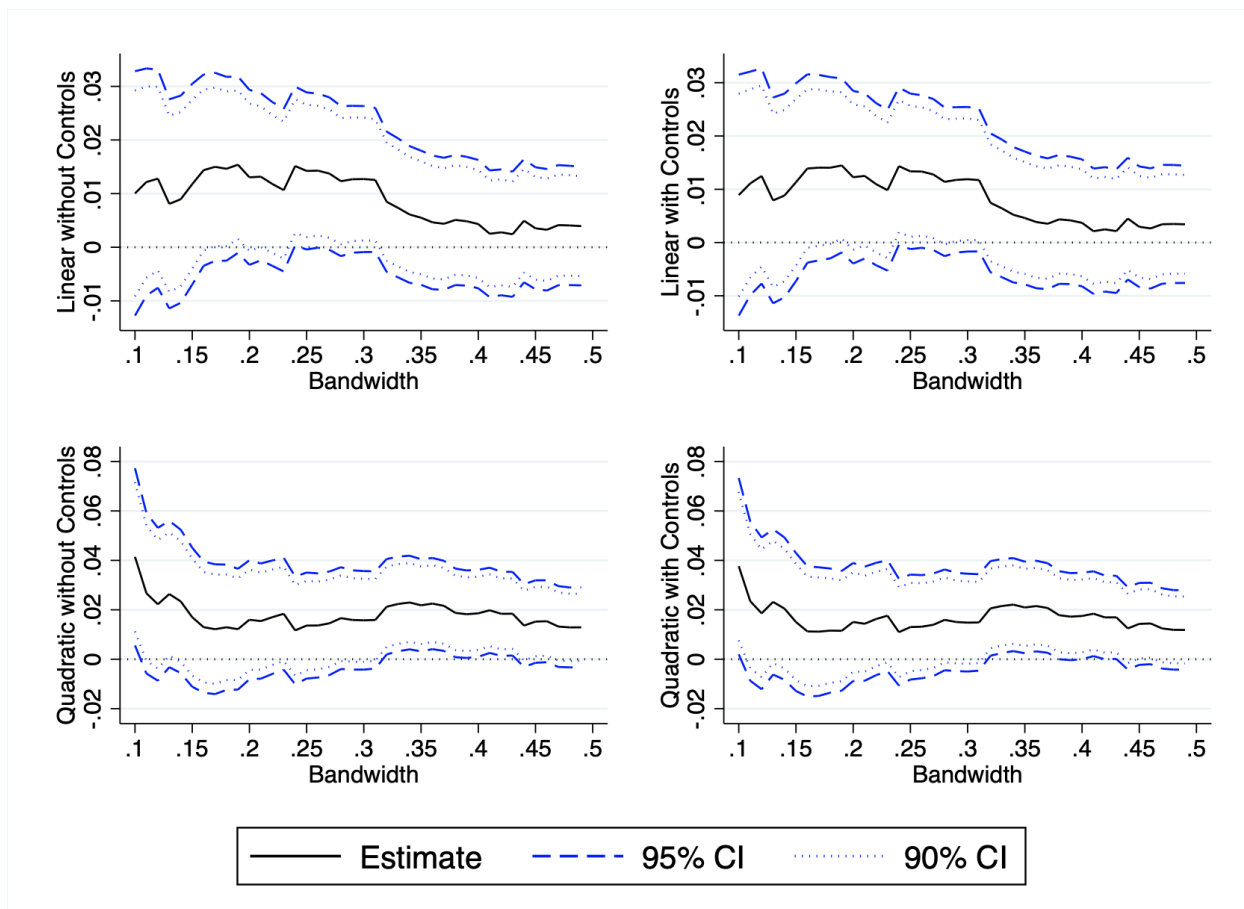 Linear without Controls
.03
.02
.01
0
-.01
.1 .15 .2 .25 .3 .35 .4 .45 .5
Bandwidth
Linear with Controls
.03
.02
.01
0
-.01
.1 .15 .2 .25 .3 .35 .4 .45 .5
Bandwidth
Quadratic without Controls
.08
.06
.04
.02
0
-.02
.1 .15 .2 .25 .3 .35 .4 .45 .5
Bandwidth
Quadratic with Controls
.08
.06
.04
.02
0
-.02
.1 .15 .2 .25 .3 .35 .4 .45 .5
Bandwidth
Estimate 95% CI 90% CI